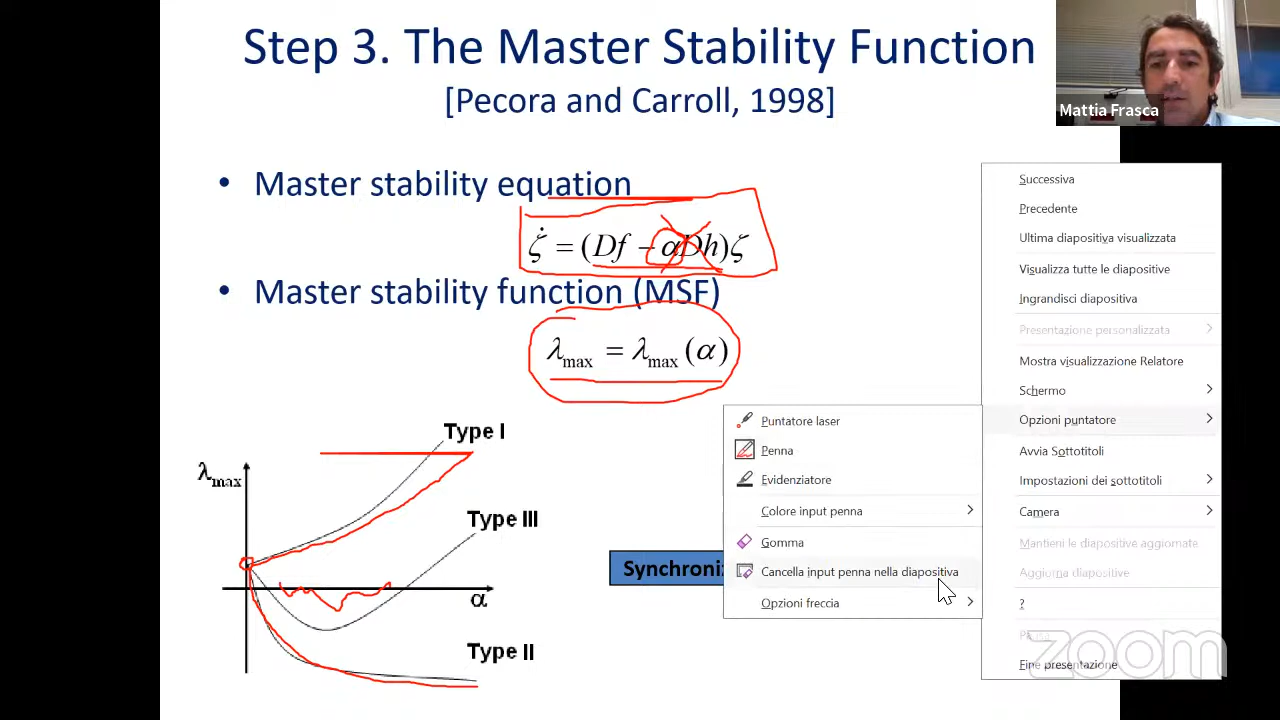 Step 3. The Master Stability Function
[Pecora and Carroll, 1998]
Mattia Frasca
• Master stability equation
ζ̇ = (Df − αDh)ζ
• Master stability function (MSF)
λmax = λmax (α)
Type I
λmax
Type III
α
Type II
Synchroniz
Successiva
Precedente
Ultima diapositiva visualizzata
Visualizza tutte le diapositive
Ingrandisci diapositiva
Presentazione personalizzata
Mostra visualizzazione Relatore
Schermo
Opzioni puntatore
Avvia Sottotitoli
Impostazioni dei sottotitoli
Camera
Mantieni le diapositive aggiornate
Aggiorna diapositive
?
Pausa
Fine presentazione
Puntatore laser
Penna
Evidenziatore
Colore input penna
Gomma
Cancella input penna nella diapositiva
Opzioni freccia
zoom